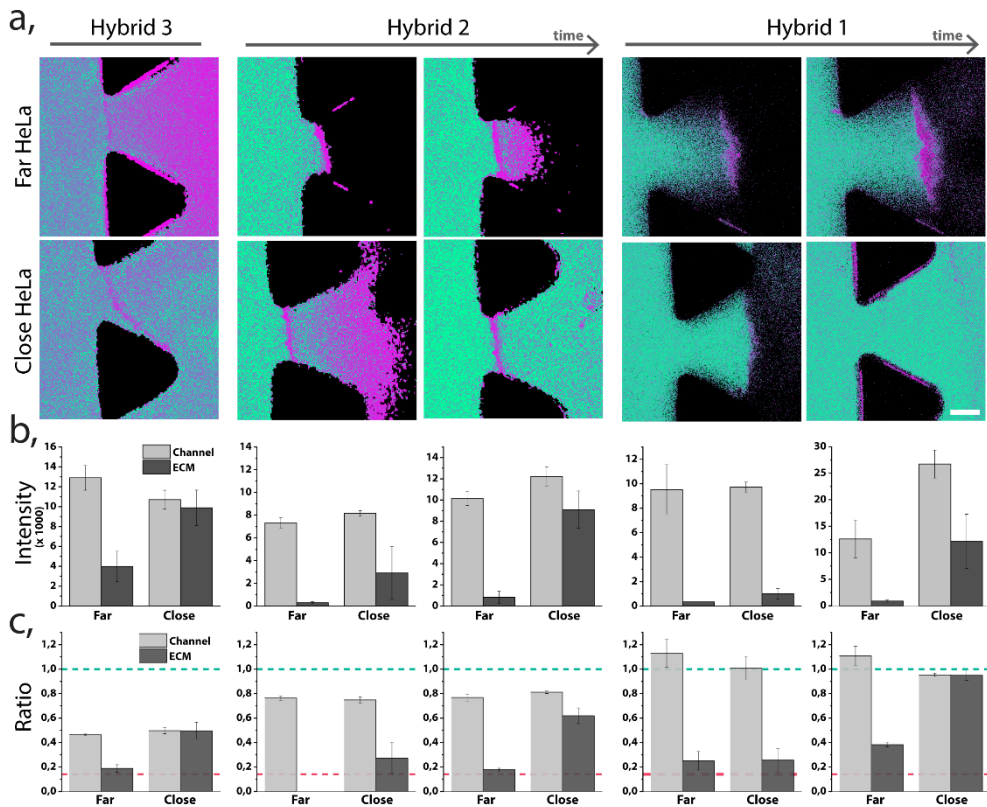 a,
Hybrid 3
Hybrid 2
Hybrid 1
time
time
Far HeLa
Close HeLa
b,
Intensity
(x 1000)
16
14
12
10
8
6
4
2
0
Channel
ECM
Far Close
14
12
10
8
6
4
2
0
Far Close
14
12
10
8
6
4
2
0
Far Close
12
10
8
6
4
2
0
Far Close
30
25
20
15
10
5
0
Far Close
c,
Ratio
1,2
1,0
0,8
0,6
0,4
0,2
0,0
Channel
ECM
Far Close
1,2
1,0
0,8
0,6
0,4
0,2
0,0
Far Close
1,2
1,0
0,8
0,6
0,4
0,2
0,0
Far Close
1,2
1,0
0,8
0,6
0,4
0,2
0,0
Far Close
1,2
1,0
0,8
0,6
0,4
0,2
0,0
Far Close